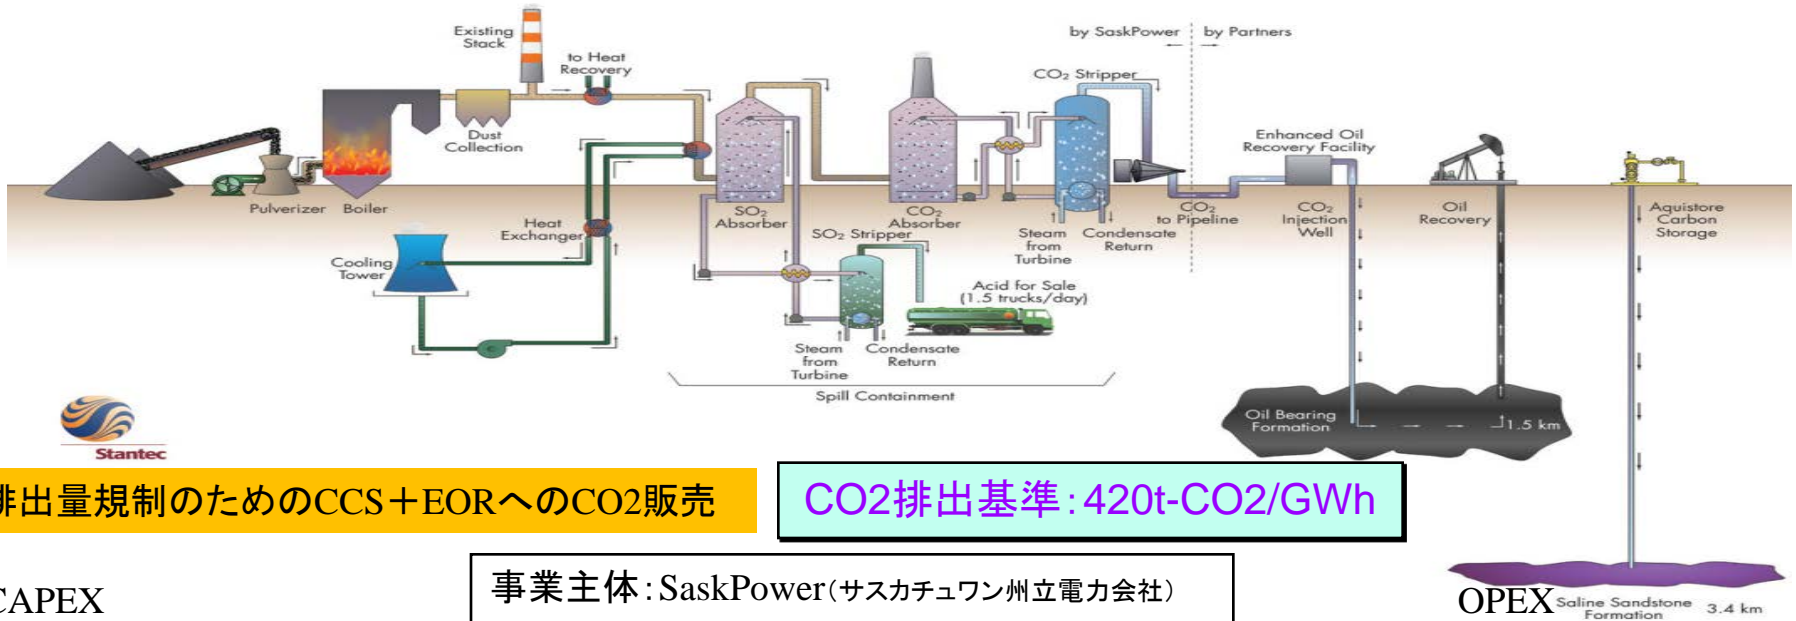 Existing
Stack
to Heat
Recovery
by SaskPower
by Partners
CO₂ Stripper
Dust
Collection
Enhanced Oil
Recovery Facility
Pulverizer
Boiler
Heat
Exchanger
SO₂
Absorber
CO₂
Absorber
CO₂
to Pipeline
CO₂
Injection
Well
Oil
Recovery
Aquistore
Carbon
Storage
Steam
from
Turbine
Condensate
Return
SO₂ Stripper
Cooling
Tower
Acid for Sale
(1.5 trucks/day)
Steam
from
Turbine
Condensate
Return
Spill Containment
Oil Bearing
Formation
1.5 km
Stantec
排出量規制のためのCCS＋EORへのCO2販売
CO2排出基準：420t-CO2/GWh
事業主体：SaskPower（サスカチュワン州立電力会社）
CAPEX
OPEX
Saline Sandstone
Formation
3.4 km